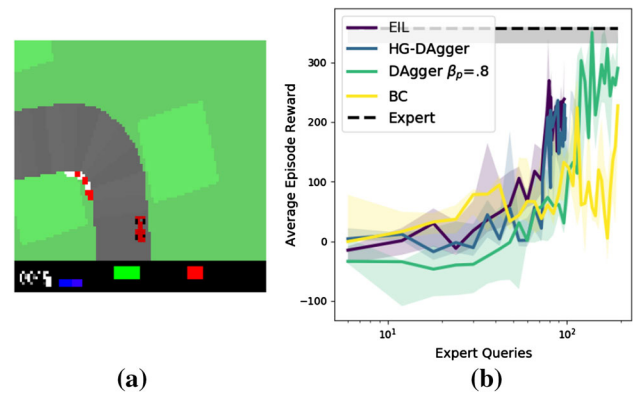 EIL
HG-DAgger
DAgger βp=.8
BC
Expert
300
200
100
0
−100
Average Episode Reward
10¹
10²
Expert Queries
(a)
(b)